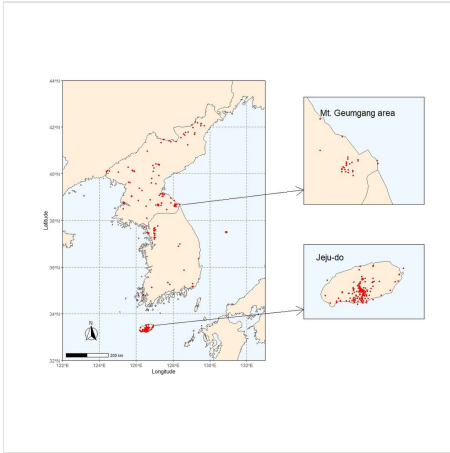 44°N
42°N
40°N
38°N
36°N
34°N
32°N
Latitude
N
200 km
122°E
124°E
126°E
128°E
130°E
132°E
Longitude
Mt. Geumgang area
Jeju-do